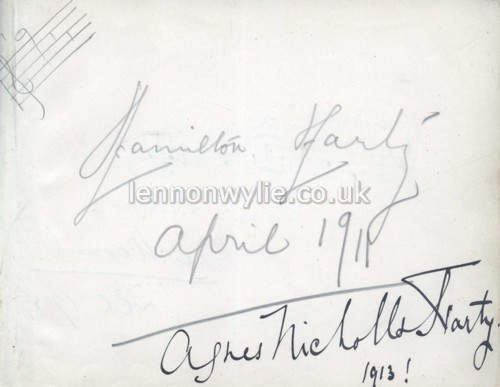 Hamilton Harty
lennonwylie.co.uk
April 1911
Agnes Nicholls Harty.
1913!